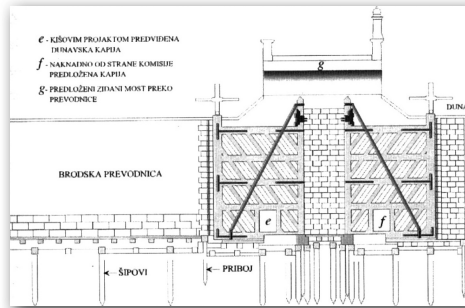 e - KIŠOVIM PROJAKTOM PREDVIĐENA
DUNAVSKA KAPIJA
f - NAKNADNO OD STRANE KOMISIJE
PREDLOŽENA KAPIJA
g - PREDLOŽENI ZIDANI MOST PREKO
PREVODNICE
g
BRODSKA PREVODNICA
e
f
ŠIPOVI
PRIBOJ